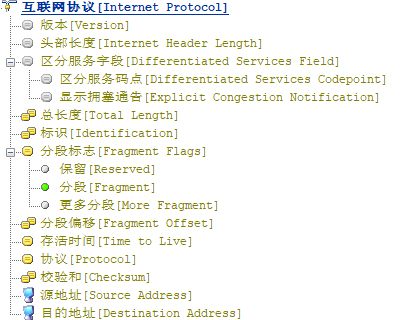 互联网协议[Internet Protocol]
版本[Version]
头部长度[Internet Header Length]
区分服务字段[Differentiated Services Field]
区分服务码点[Differentiated Services Codepoint]
显示拥塞通告[Explicit Congestion Notification]
总长度[Total Length]
标识[Identification]
分段标志[Fragment Flags]
保留[Reserved]
分段[Fragment]
更多分段[More Fragment]
分段偏移[Fragment Offset]
存活时间[Time to Live]
协议[Protocol]
校验和[Checksum]
源地址[Source Address]
目的地址[Destination Address]